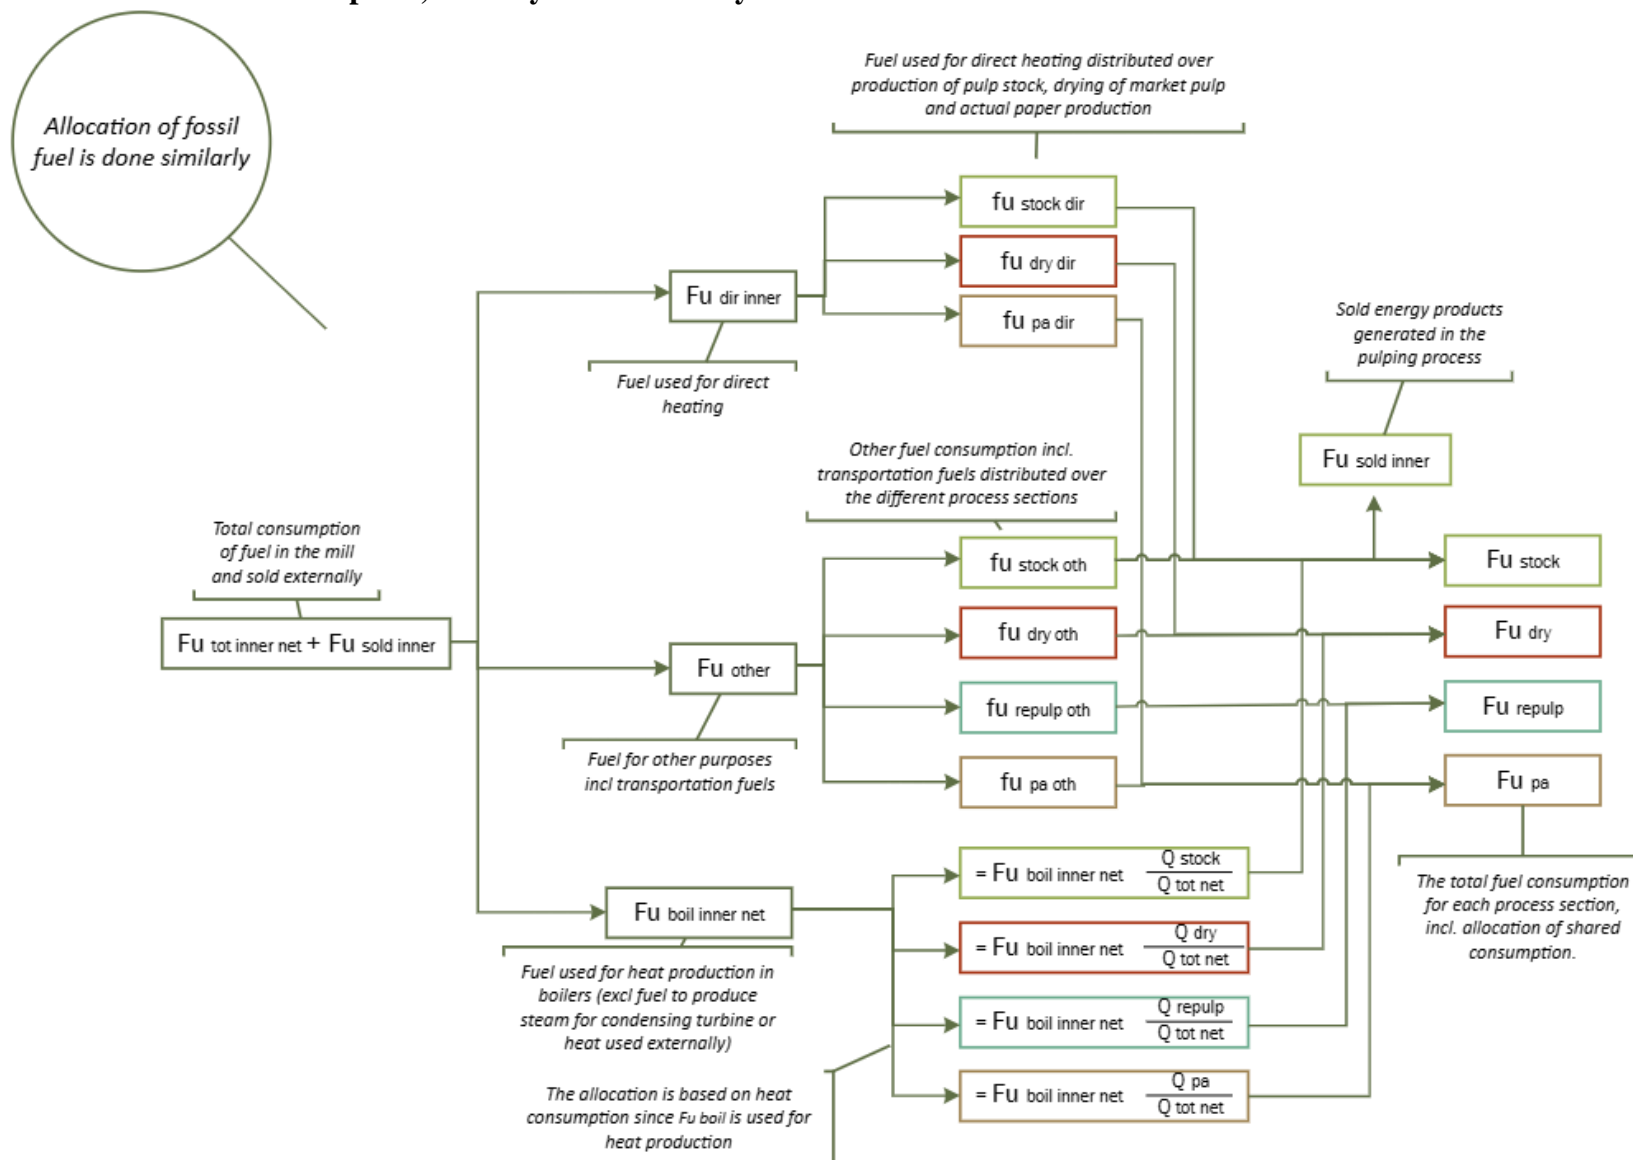 Allocation of fossil
fuel is done similarly
Fuel used for direct heating distributed over
production of pulp stock, drying of market pulp
and actual paper production
fu stock dir
fu dry dir
fu pa dir
Fu dir inner
Fuel used for direct
heating
Sold energy products
generated in the
pulping process
Fu sold inner
Other fuel consumption incl.
transportation fuels distributed over
the different process sections
Total consumption
of fuel in the mill
and sold externally
Fu tot inner net + Fu sold inner
fu stock oth
fu dry oth
fu repulp oth
fu pa oth
Fu other
Fuel for other purposes
incl transportation fuels
Fu stock
Fu dry
Fu repulp
Fu pa
The total fuel consumption
for each process section,
incl. allocation of shared
consumption.
Fu boil inner net
Fuel used for heat production in
boilers (excl fuel to produce
steam for condensing turbine or
heat used externally)
The allocation is based on heat
consumption since Fu boil is used for
heat production
= Fu boil inner net Q stock
Q tot net
= Fu boil inner net Q dry
Q tot net
= Fu boil inner net Q repulp
Q tot net
= Fu boil inner net Q pa
Q tot net